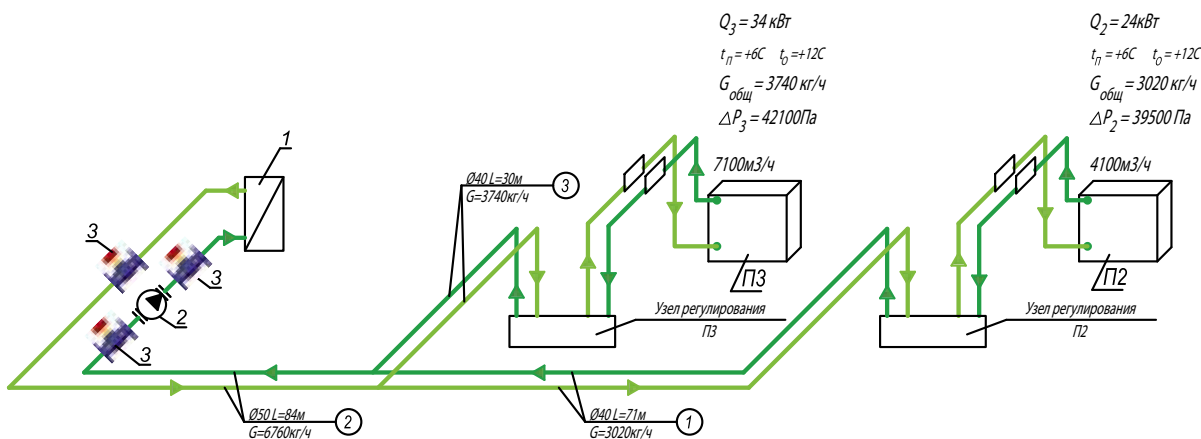 Q3 = 34 кВт
tП = +6С tО = +12С
Gобщ = 3740 кг/ч
△P3 = 42100Па
7100м3/ч
П3
Q2 = 24кВт
tП = +6С tО = +12С
Gобщ = 3020 кг/ч
△P2 = 39500 Па
4100м3/ч
П2
1
3
3
2
3
Ø40 L=30м
G=3740кг/ч
3
Узел регулирования
П3
Узел регулирования
П2
Ø50 L=84м
G=6760кг/ч
2
Ø40 L=71м
G=3020кг/ч
1